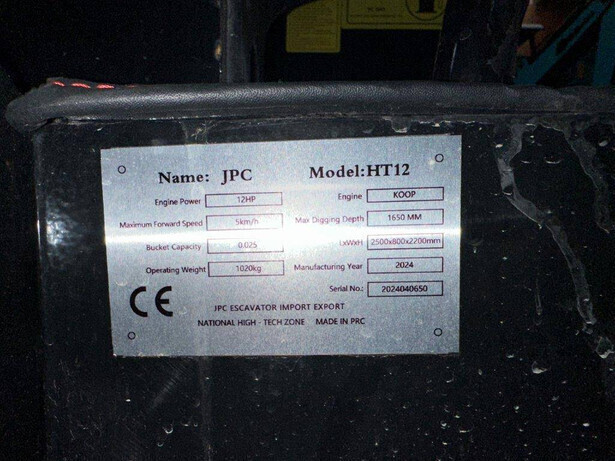 Name: JPC Model:HT12
Engine Power 12HP Engine KOOP
Maximum Forward Speed 5km/h Max Digging Depth 1650 MM
Bucket Capacity 0.025 LxWxH 2500x800x2200mm
Operating Weight 1020kg Manufacturing Year 2024
Serial No.: 2024040650
CE
JPC ESCAVATOR IMPORT EXPORT
NATIONAL HIGH - TECH ZONE MADE IN PRC